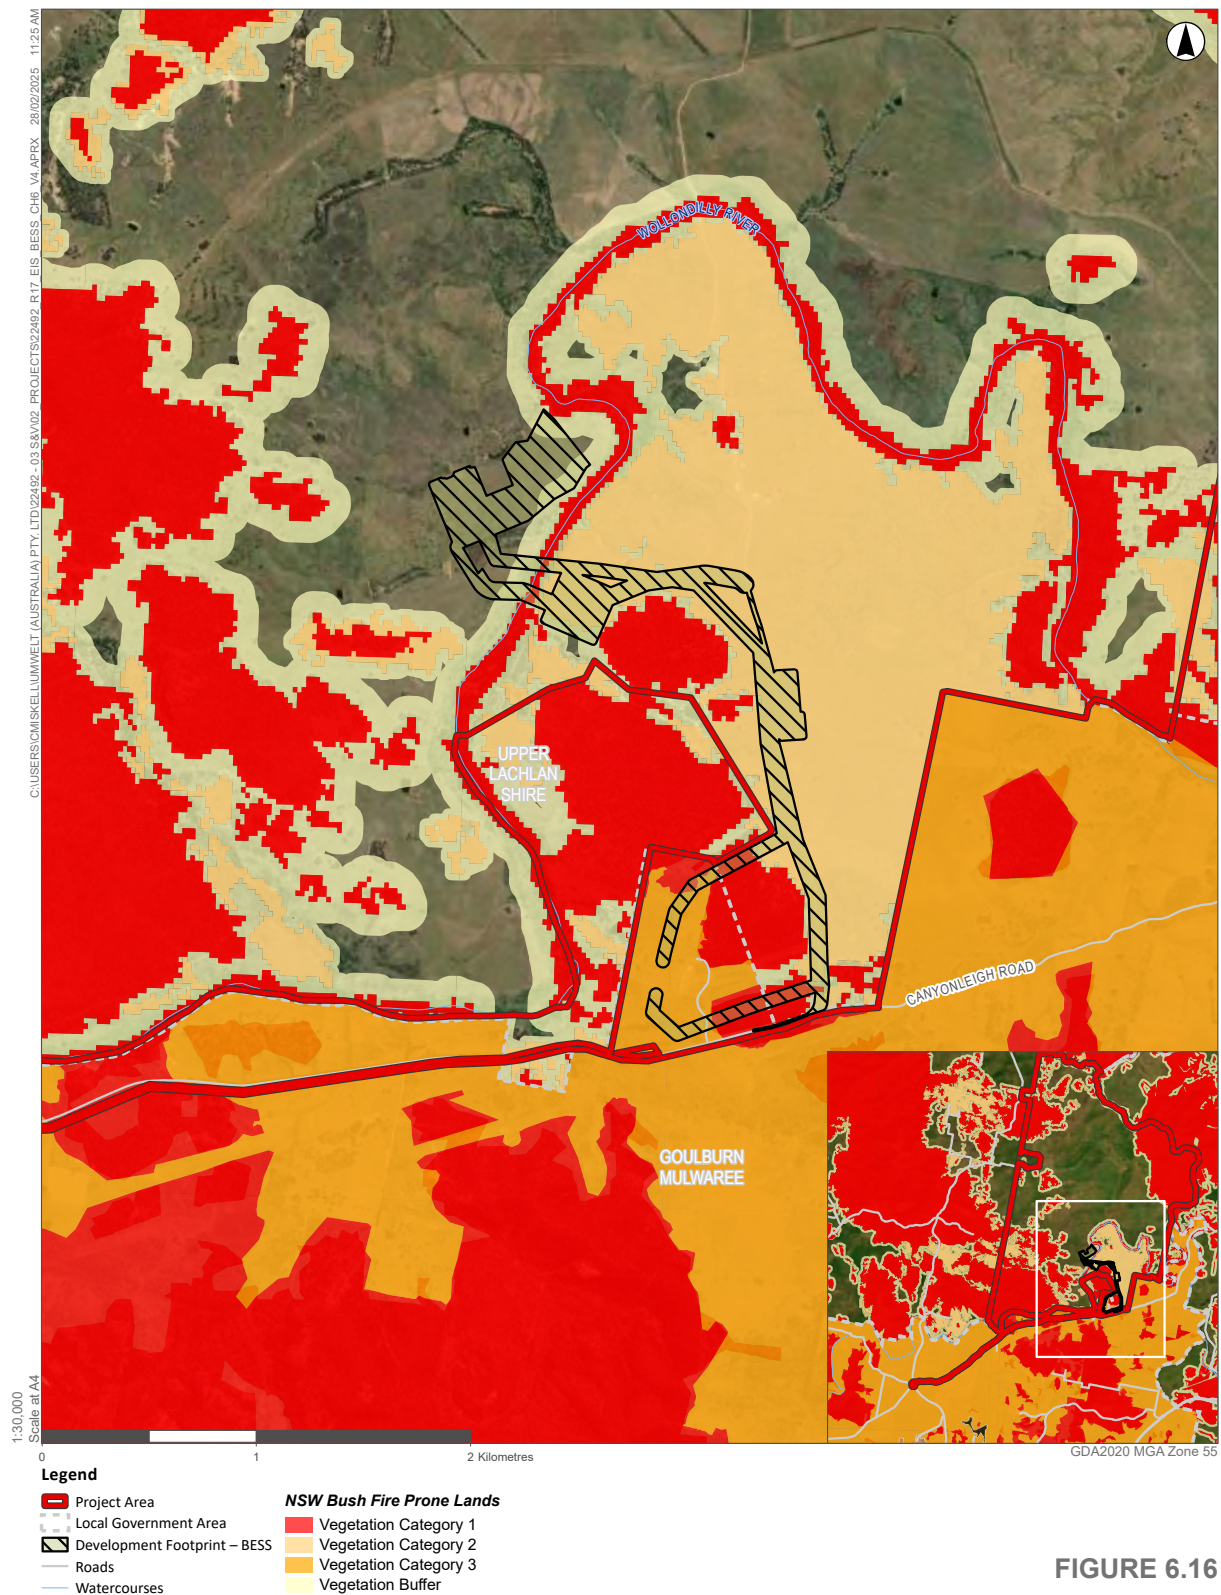 C:\USERS\CMISKELL\UMWELT (AUSTRALIA) PTY. LTD\22492 - 03 S&V\02 PROJECTS\22492_R17_EIS_BESS_CH6_V4.APRX 28/02/2025 11:25 AM
WOLLONDILLY RIVER
UPPER
LACHLAN
SHIRE
CANYONLEIGH ROAD
GOULBURN
MULWAREE
1:30,000
Scale at A4
0 1 2 Kilometres
GDA2020 MGA Zone 55
Legend
Project Area
Local Government Area
Development Footprint – BESS
Roads
Watercourses
NSW Bush Fire Prone Lands
Vegetation Category 1
Vegetation Category 2
Vegetation Category 3
Vegetation Buffer
FIGURE 6.16